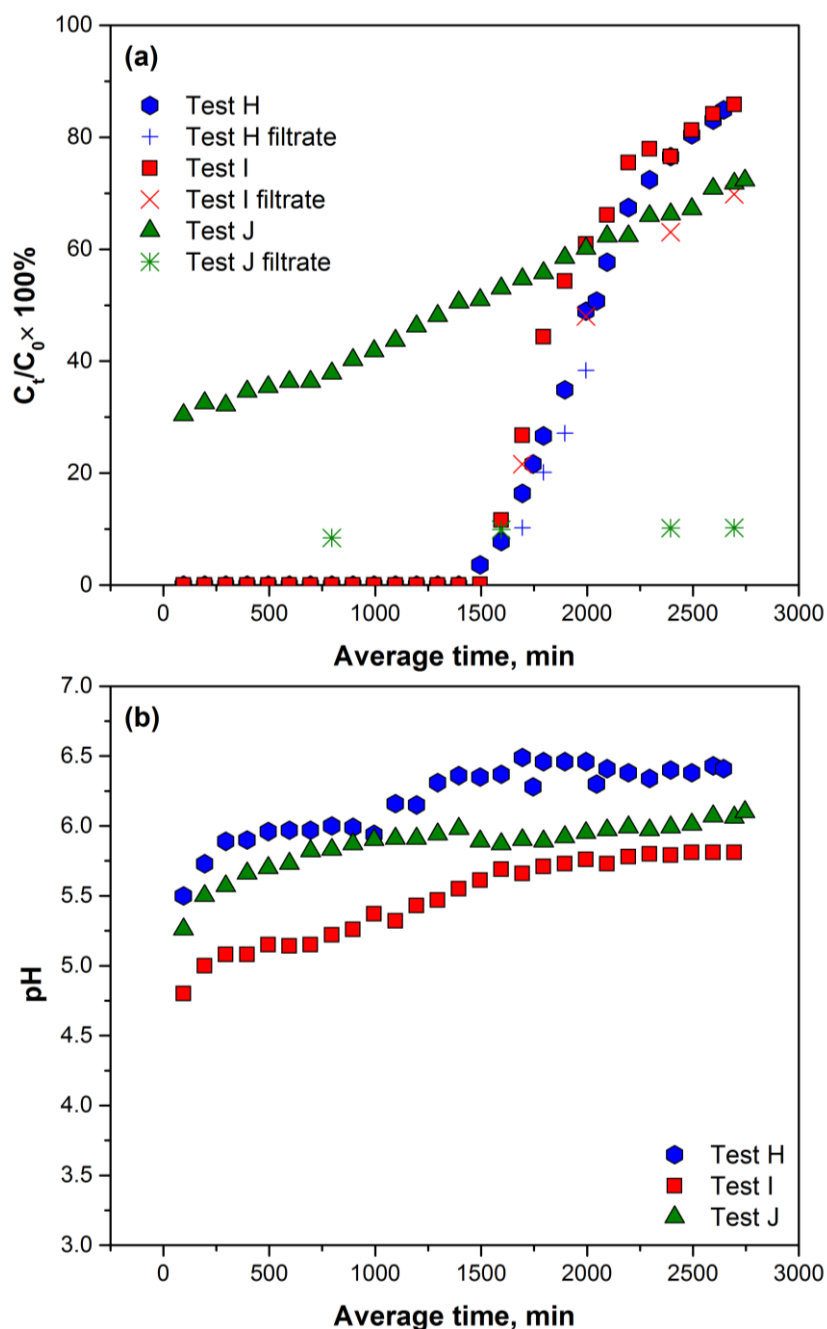 100
(a)
Test H
80
Test H filtrate
Test I
Test I filtrate
60
Test J
Test J filtrate
40
20
0
Cₜ/C₀× 100%
0 500 1000 1500 2000 2500 3000
Average time, min
7.0
(b)
6.5
6.0
5.5
5.0
pH
4.5
4.0
3.5
3.0
Test H
Test I
Test J
0 500 1000 1500 2000 2500 3000
Average time, min